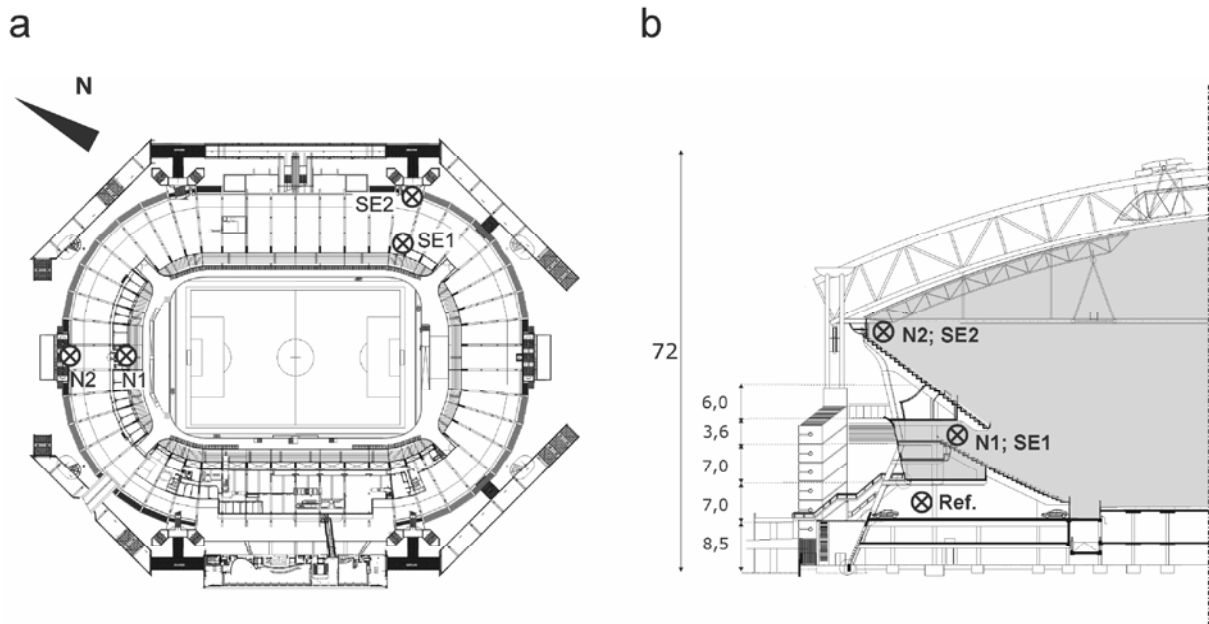 a
b
N
SE2
SE1
N2
N1
72
6,0
3,6
7,0
7,0
8,5
N2; SE2
N1; SE1
Ref.